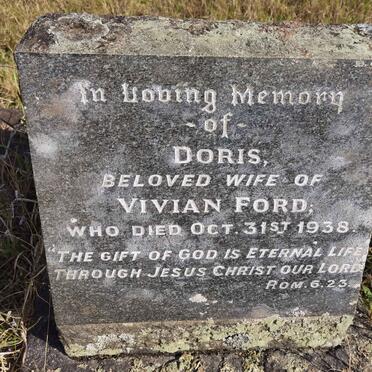 In Loving Memory
- of -
DORIS,
BELOVED WIFE OF
VIVIAN FORD;
WHO DIED OCT. 31ST 1938.
"THE GIFT OF GOD IS ETERNAL LIFE
THROUGH JESUS CHRIST OUR LORD
ROM. 6.23.